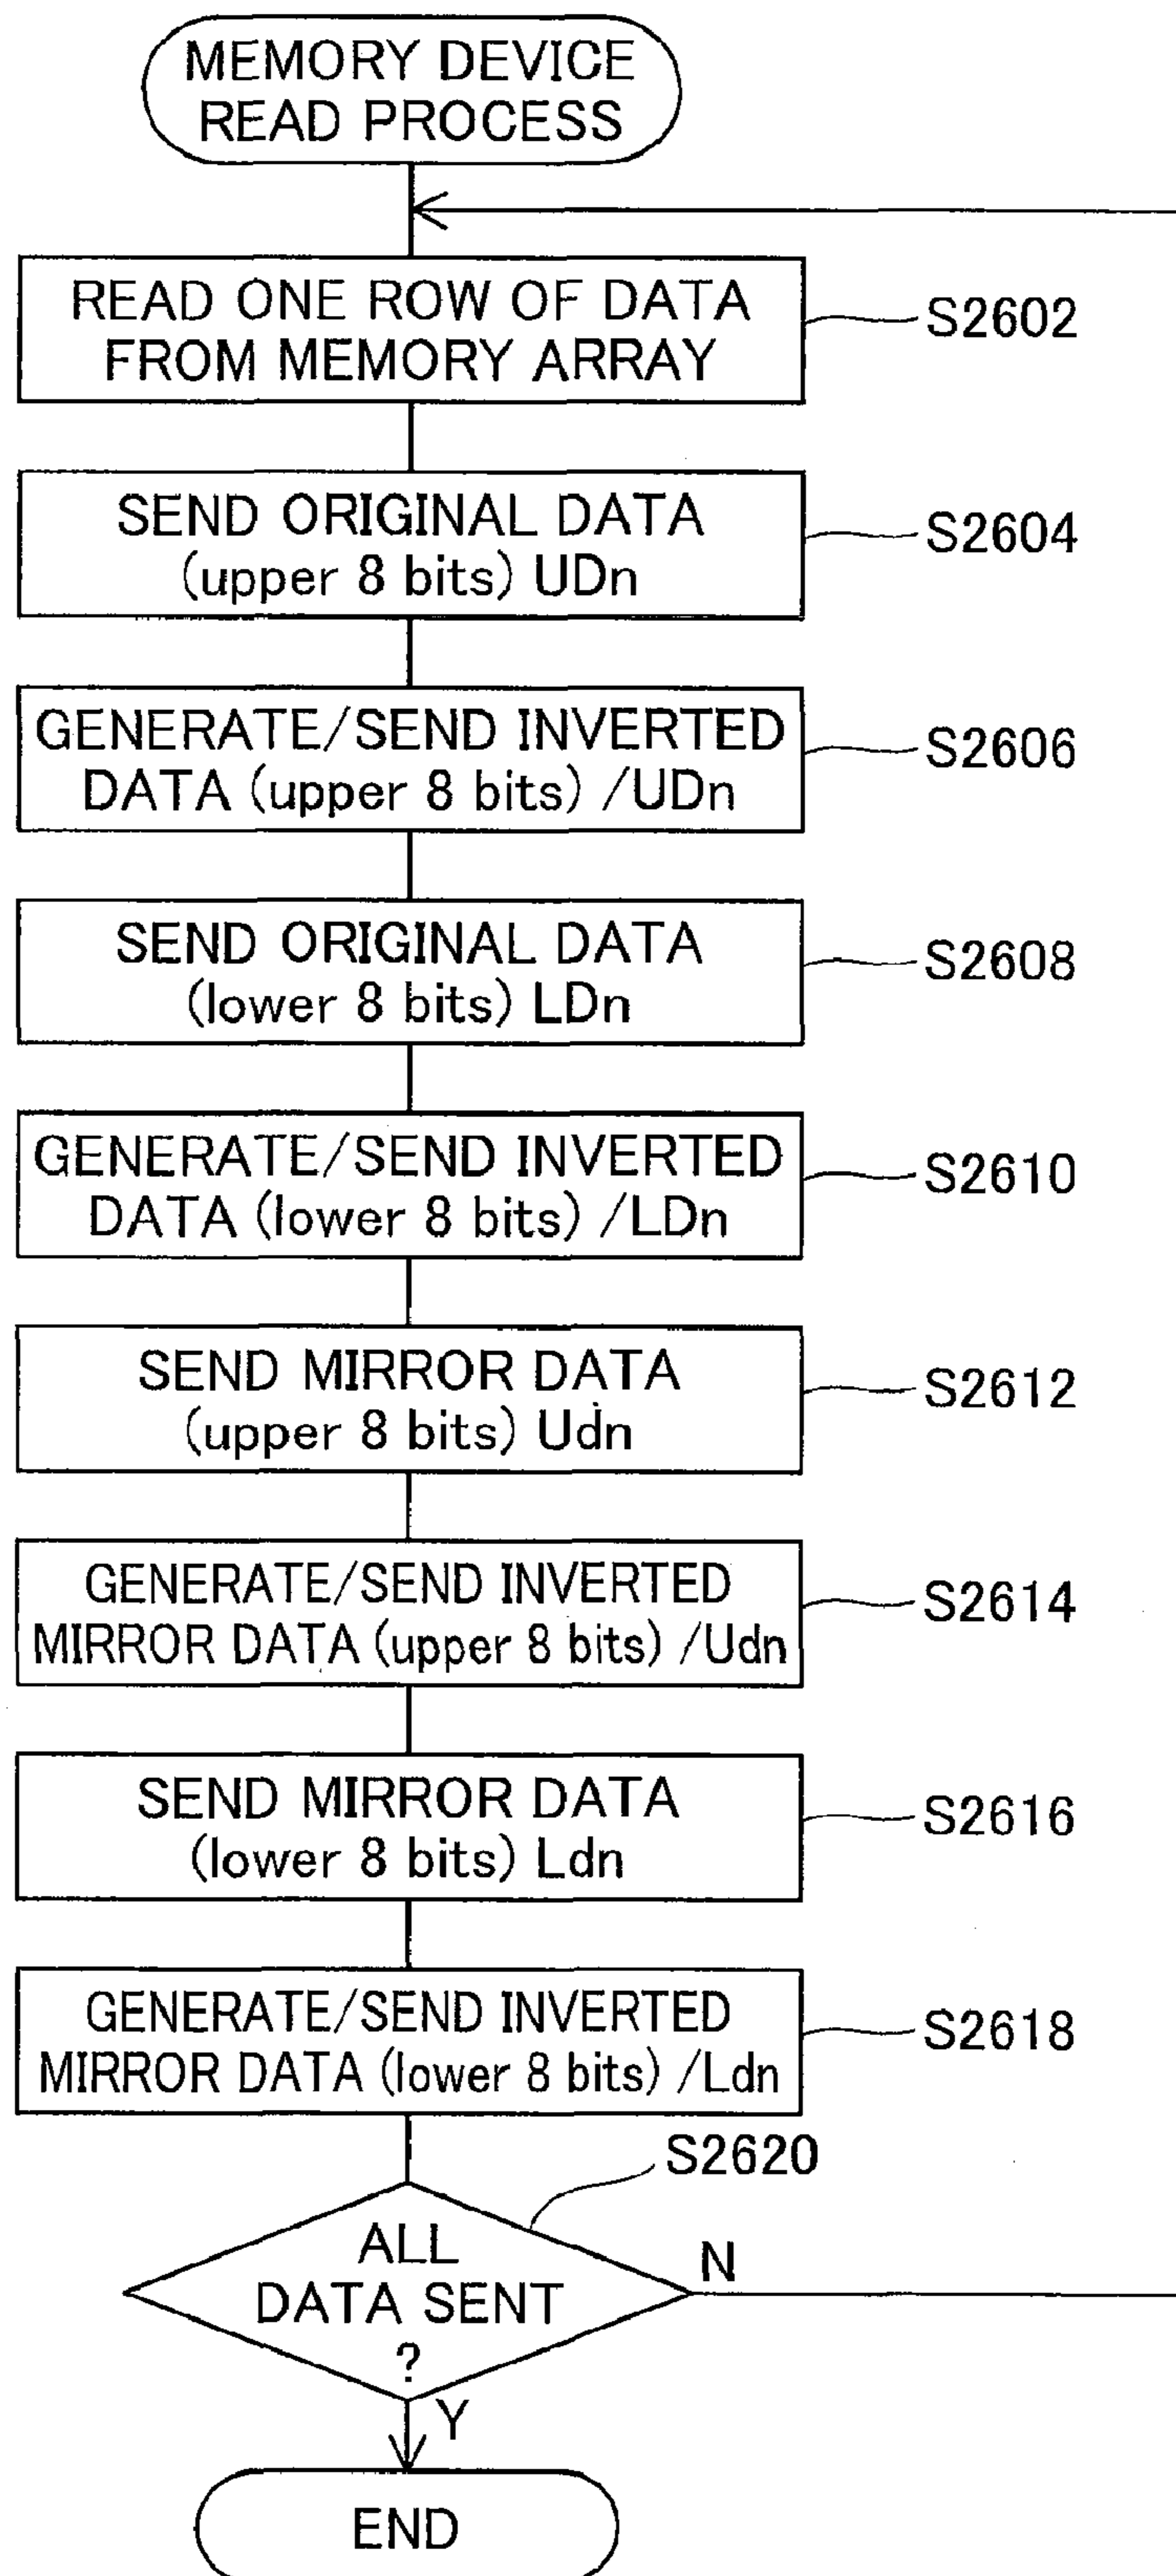 MEMORY DEVICE
READ PROCESS
READ ONE ROW OF DATA
FROM MEMORY ARRAY
S2602
SEND ORIGINAL DATA
(upper 8 bits) UDn
S2604
GENERATE/SEND INVERTED
DATA (upper 8 bits) /UDn
S2606
SEND ORIGINAL DATA
(lower 8 bits) LDn
S2608
GENERATE/SEND INVERTED
DATA (lower 8 bits) /LDn
S2610
SEND MIRROR DATA
(upper 8 bits) Udn
S2612
GENERATE/SEND INVERTED
MIRROR DATA (upper 8 bits) /Udn
S2614
SEND MIRROR DATA
(lower 8 bits) Ldn
S2616
GENERATE/SEND INVERTED
MIRROR DATA (lower 8 bits) /Ldn
S2618
S2620
ALL
DATA SENT
?
N
Y
END